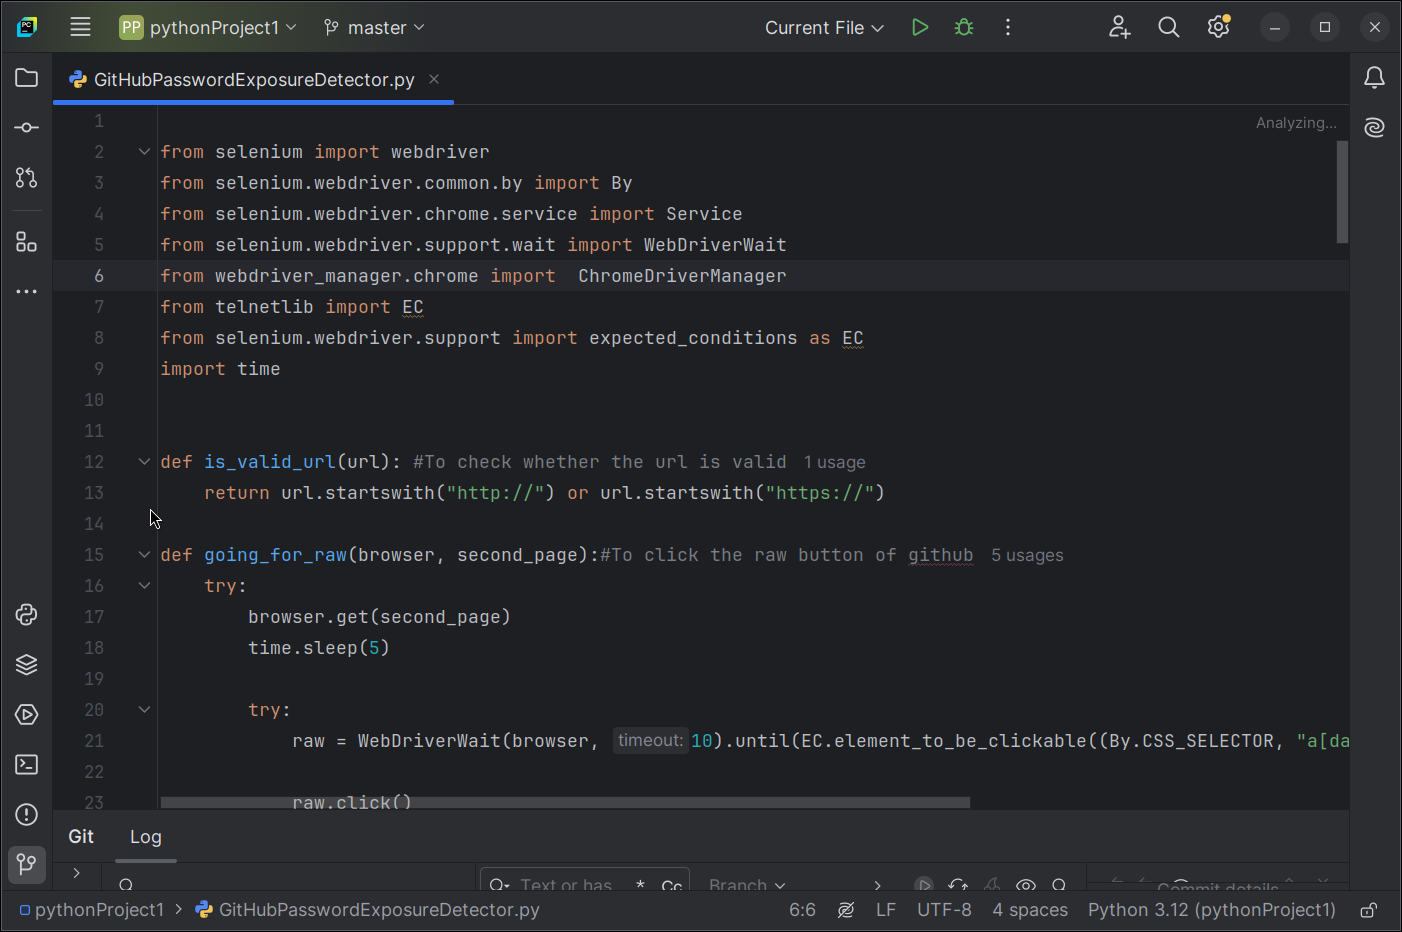 PC
PP pythonProject1
master
Current File
GitHubPasswordExposureDetector.py
Analyzing...
1
2 from selenium import webdriver
3 from selenium.webdriver.common.by import By
4 from selenium.webdriver.chrome.service import Service
5 from selenium.webdriver.support.wait import WebDriverWait
6 from webdriver_manager.chrome import  ChromeDriverManager
7 from telnetlib import EC
8 from selenium.webdriver.support import expected_conditions as EC
9 import time
10
11
12 def is_valid_url(url): #To check whether the url is valid 1 usage
13     return url.startswith("http://") or url.startswith("https://")
14
15 def going_for_raw(browser, second_page):#To click the raw button of github 5 usages
16     try:
17         browser.get(second_page)
18         time.sleep(5)
19
20         try:
21             raw = WebDriverWait(browser, timeout: 10).until(EC.element_to_be_clickable((By.CSS_SELECTOR, "a[da
22
23             raw.click()
Git Log
Text or has .* Cc Branch Commit details
pythonProject1 > GitHubPasswordExposureDetector.py 6:6 LF UTF-8 4 spaces Python 3.12 (pythonProject1)